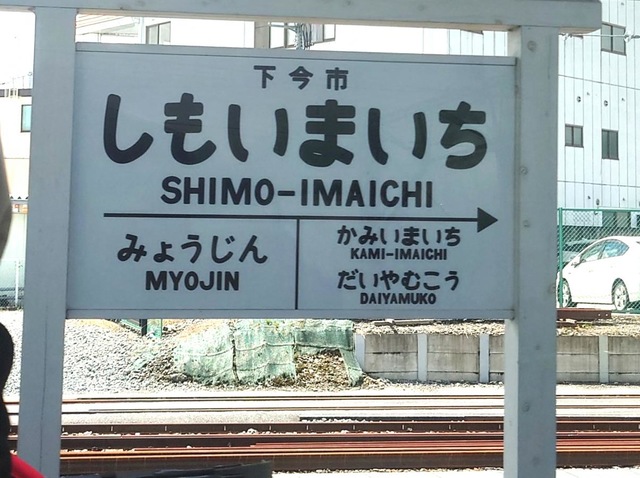 下今市
しもいまいち
SHIMO-IMAICHI
みょうじん
MYOJIN
かみいまいち
KAMI-IMAICHI
だいやむこう
DAIYAMUKO